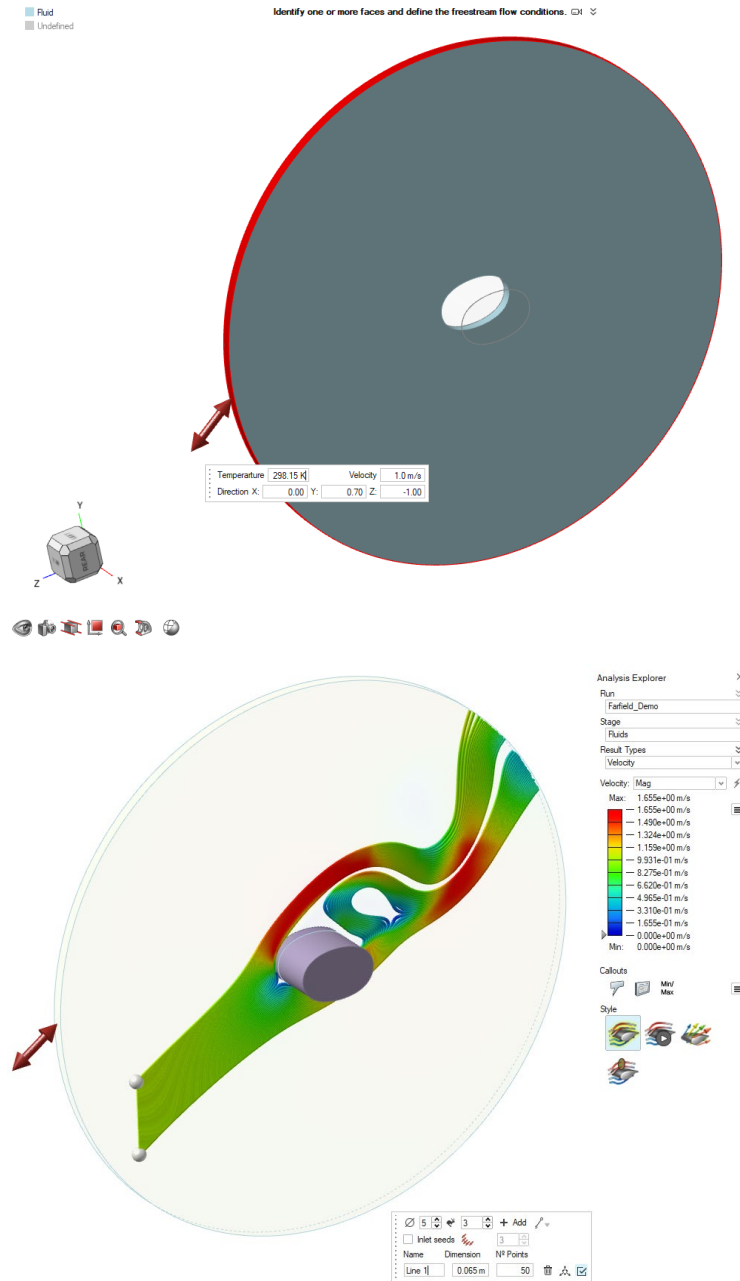 Fluid
Undefined
Identify one or more faces and define the freestream flow conditions.
Temperarture 298.15 K Velocity 1.0 m/s
Direction X: 0.00 Y: 0.70 Z: -1.00
Y
Z
X
Analysis Explorer
Run
Farfield_Demo
Stage
Fluids
Result Types
Velocity
Velocity: Mag
Max: 1.655e+00 m/s
1.655e+00 m/s
1.490e+00 m/s
1.324e+00 m/s
1.159e+00 m/s
9.931e-01 m/s
8.275e-01 m/s
6.620e-01 m/s
4.965e-01 m/s
3.310e-01 m/s
1.655e-01 m/s
0.000e+00 m/s
Min: 0.000e+00 m/s
Callouts
Min/
Max
Style
5 3 + Add
Inlet seeds 3
Name Dimension Nº Points
Line 1 0.065 m 50